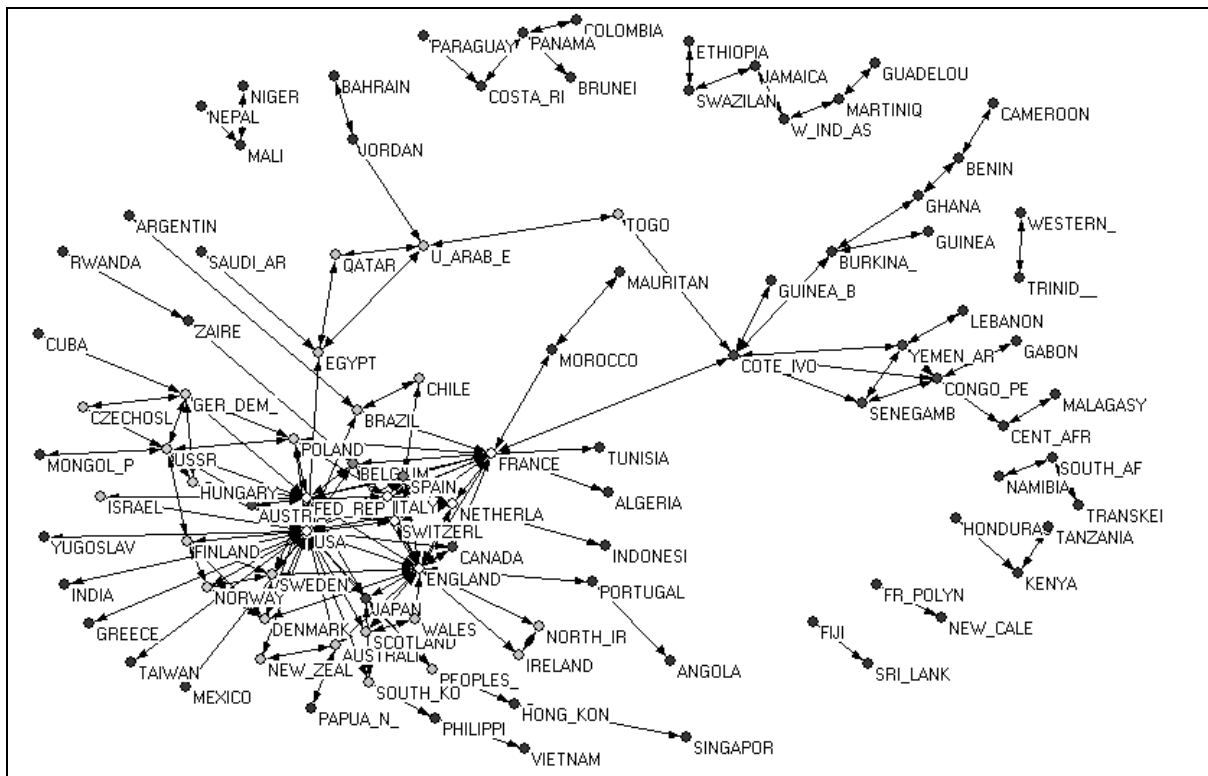 COLOMBIA
PARAGUAY
PANAMA
ETHIOPIA
JAMAICA
GUADELOU
BAHRAIN
BRUNEI
NIGER
COSTA_RI
SWAZILAN
MARTINIQ
NEPAL
W_IND_AS
CAMEROON
MALI
JORDAN
BENIN
GHANA
ARGENTIN
TOGO
WESTERN_
GUINEA
RWANDA
SAUDI_AR
QATAR
U_ARAB_E
BURKINA_
MAURITAN
GUINEA_B
TRINID__
CUBA
ZAIRE
LEBANON
EGYPT
MOROCCO
COTE_IVO
YEMEN_AR
GABON
CHILE
CONGO_PE
CZECHOSL
GER_DEM_
BRAZIL
SENEGAMB
MALAGASY
CENT_AFR
MONGOL_P
USSR
POLAND
FRANCE
TUNISIA
BELGIUM
SPAIN
SOUTH_AF
HUNGARY
NAMIBIA
ISRAEL
AUSTRIA
FED_REP_
ITALY
NETHERLA
ALGERIA
TRANSKEI
SWITZERL
HONDURAS
TANZANIA
YUGOSLAV
FINLAND
USA
CANADA
INDONESI
ENGLAND
KENYA
INDIA
NORWAY
SWEDEN
PORTUGAL
FR_POLYN
JAPAN
NEW_CALE
GREECE
DENMARK
WALES
NORTH_IR
FIJI
SCOTLAND
AUSTRALI
IRELAND
TAIWAN
NEW_ZEAL
PEOPLES_
ANGOLA
SRI_LANK
MEXICO
SOUTH_KO
HONG_KON
PAPUA_N_
PHILIPPI
VIETNAM
SINGAPOR